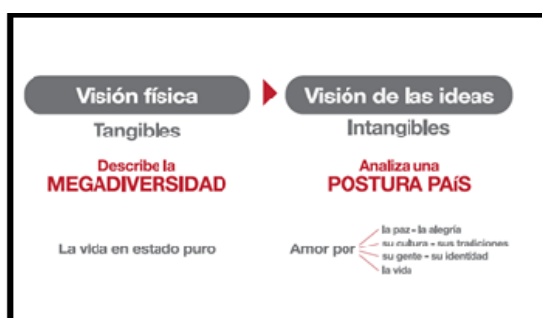 Visión física
Tangibles
Describe la
MEGADIVERSIDAD
La vida en estado puro
Visión de las ideas
Intangibles
Analiza una
POSTURA PAÍS
Amor por
la paz - la alegría
su cultura - sus tradiciones
su gente - su identidad
la vida